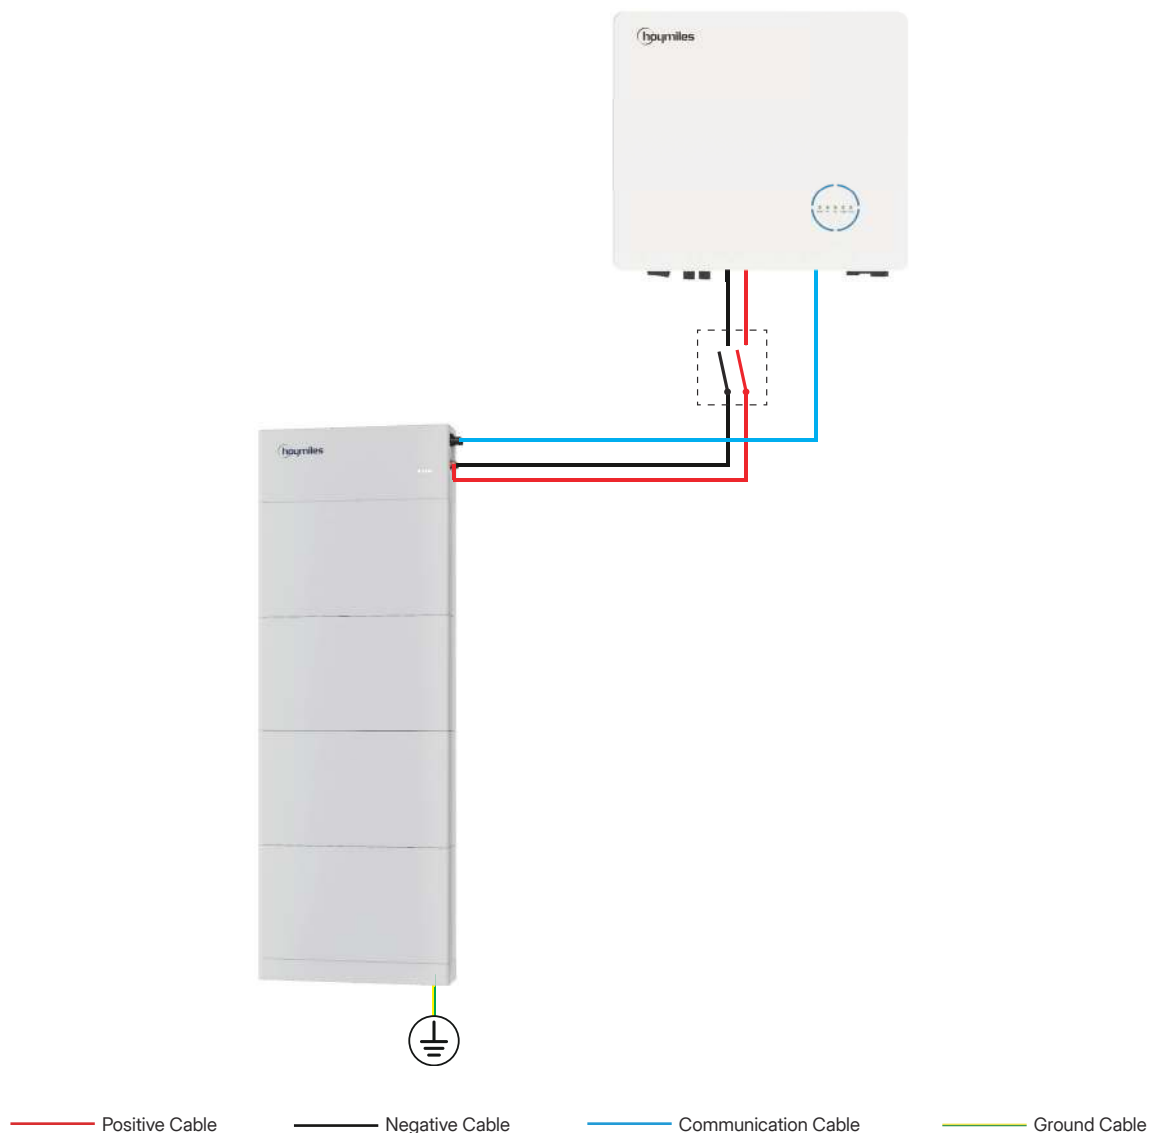 hoymiles
hoymiles
Positive Cable
Negative Cable
Communication Cable
Ground Cable